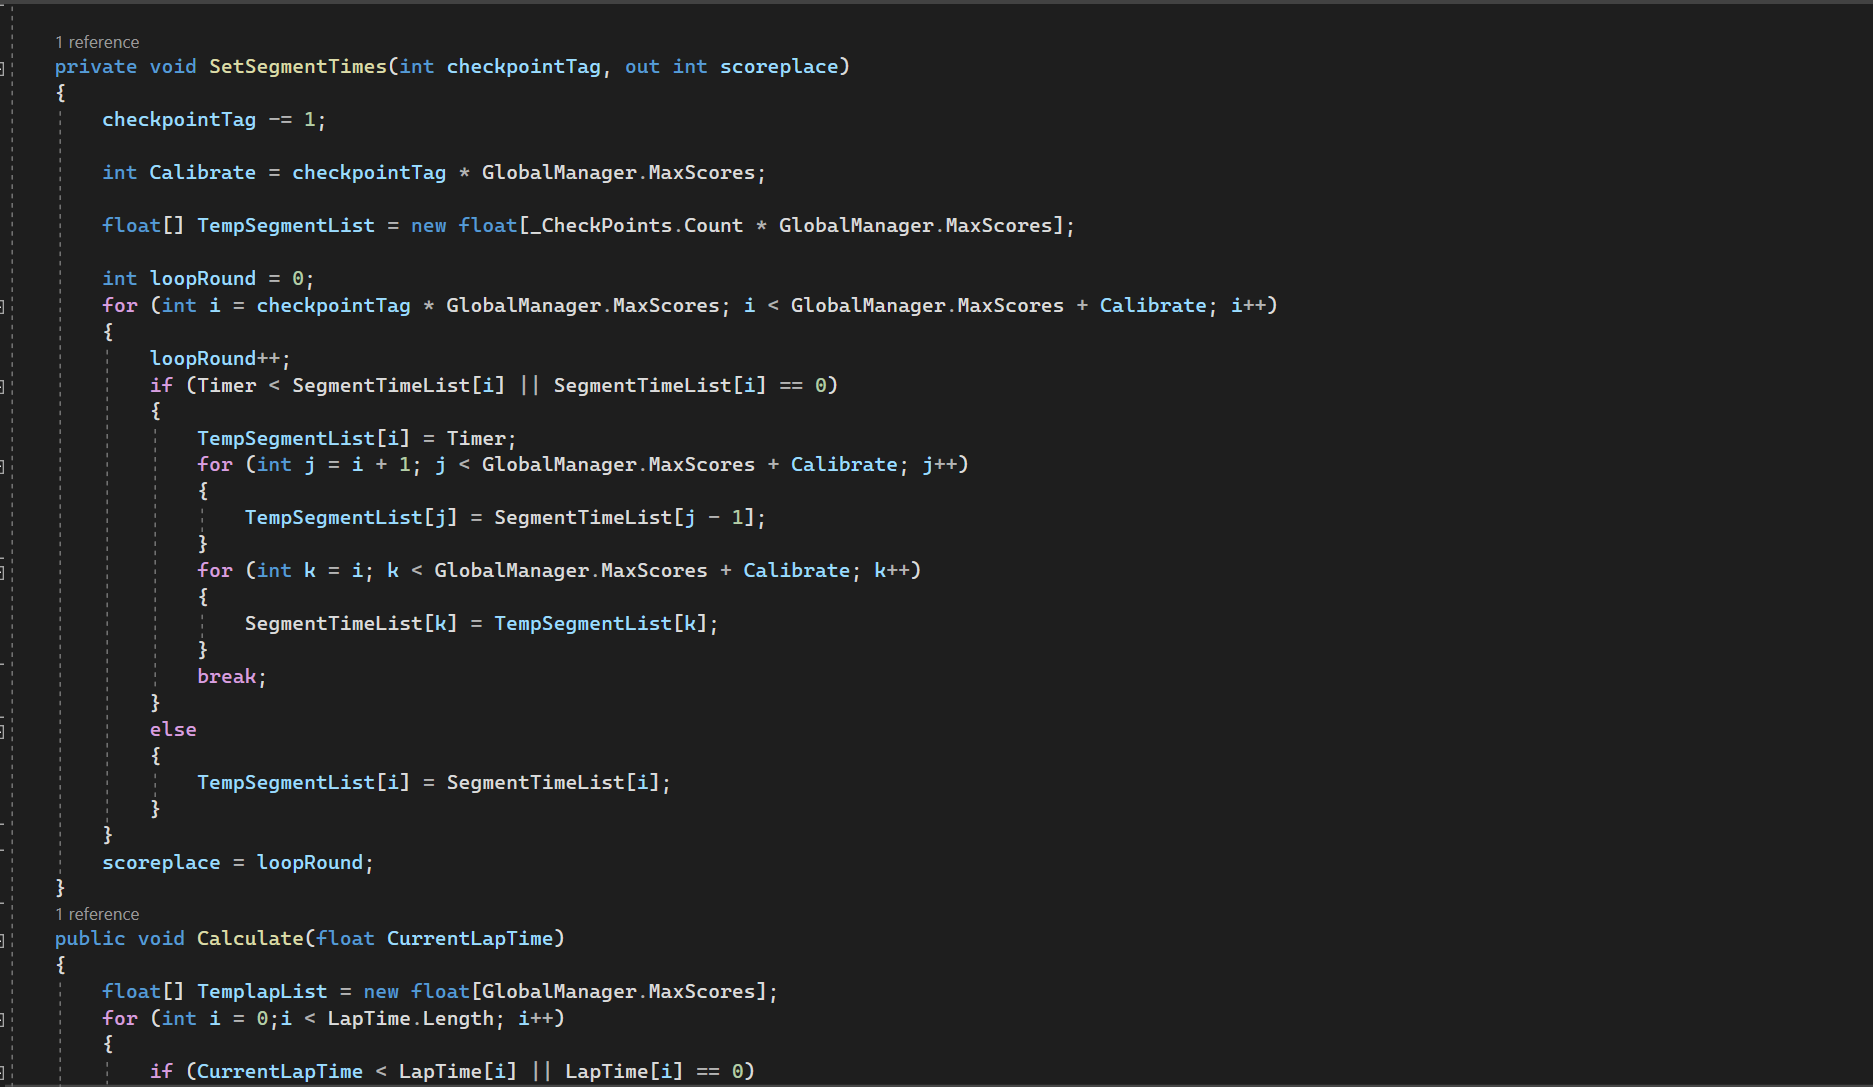 1 reference
private void SetSegmentTimes(int checkpointTag, out int scoreplace)
{
checkpointTag -= 1;
int Calibrate = checkpointTag * GlobalManager.MaxScores;
float[] TempSegmentList = new float[_CheckPoints.Count * GlobalManager.MaxScores];
int loopRound = 0;
for (int i = checkpointTag * GlobalManager.MaxScores; i < GlobalManager.MaxScores + Calibrate; i++)
{
loopRound++;
if (Timer < SegmentTimeList[i] || SegmentTimeList[i] == 0)
{
TempSegmentList[i] = Timer;
for (int j = i + 1; j < GlobalManager.MaxScores + Calibrate; j++)
{
TempSegmentList[j] = SegmentTimeList[j - 1];
}
for (int k = i; k < GlobalManager.MaxScores + Calibrate; k++)
{
SegmentTimeList[k] = TempSegmentList[k];
}
break;
}
else
{
TempSegmentList[i] = SegmentTimeList[i];
}
}
scoreplace = loopRound;
}
1 reference
public void Calculate(float CurrentLapTime)
{
float[] TemplapList = new float[GlobalManager.MaxScores];
for (int i = 0;i < LapTime.Length; i++)
{
if (CurrentLapTime < LapTime[i] || LapTime[i] == 0)